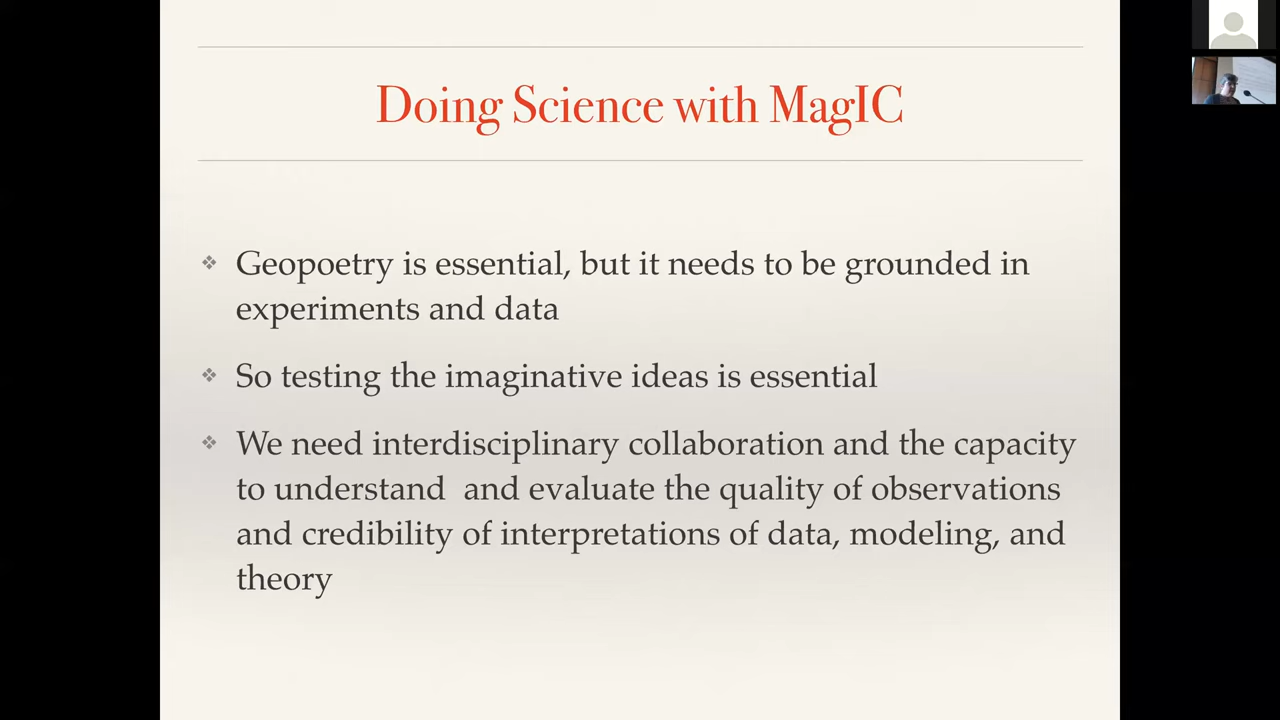 Doing Science with MagIC
❖ Geopoetry is essential, but it needs to be grounded in
experiments and data
❖ So testing the imaginative ideas is essential
❖ We need interdisciplinary collaboration and the capacity
to understand  and evaluate the quality of observations
and credibility of interpretations of data, modeling, and
theory